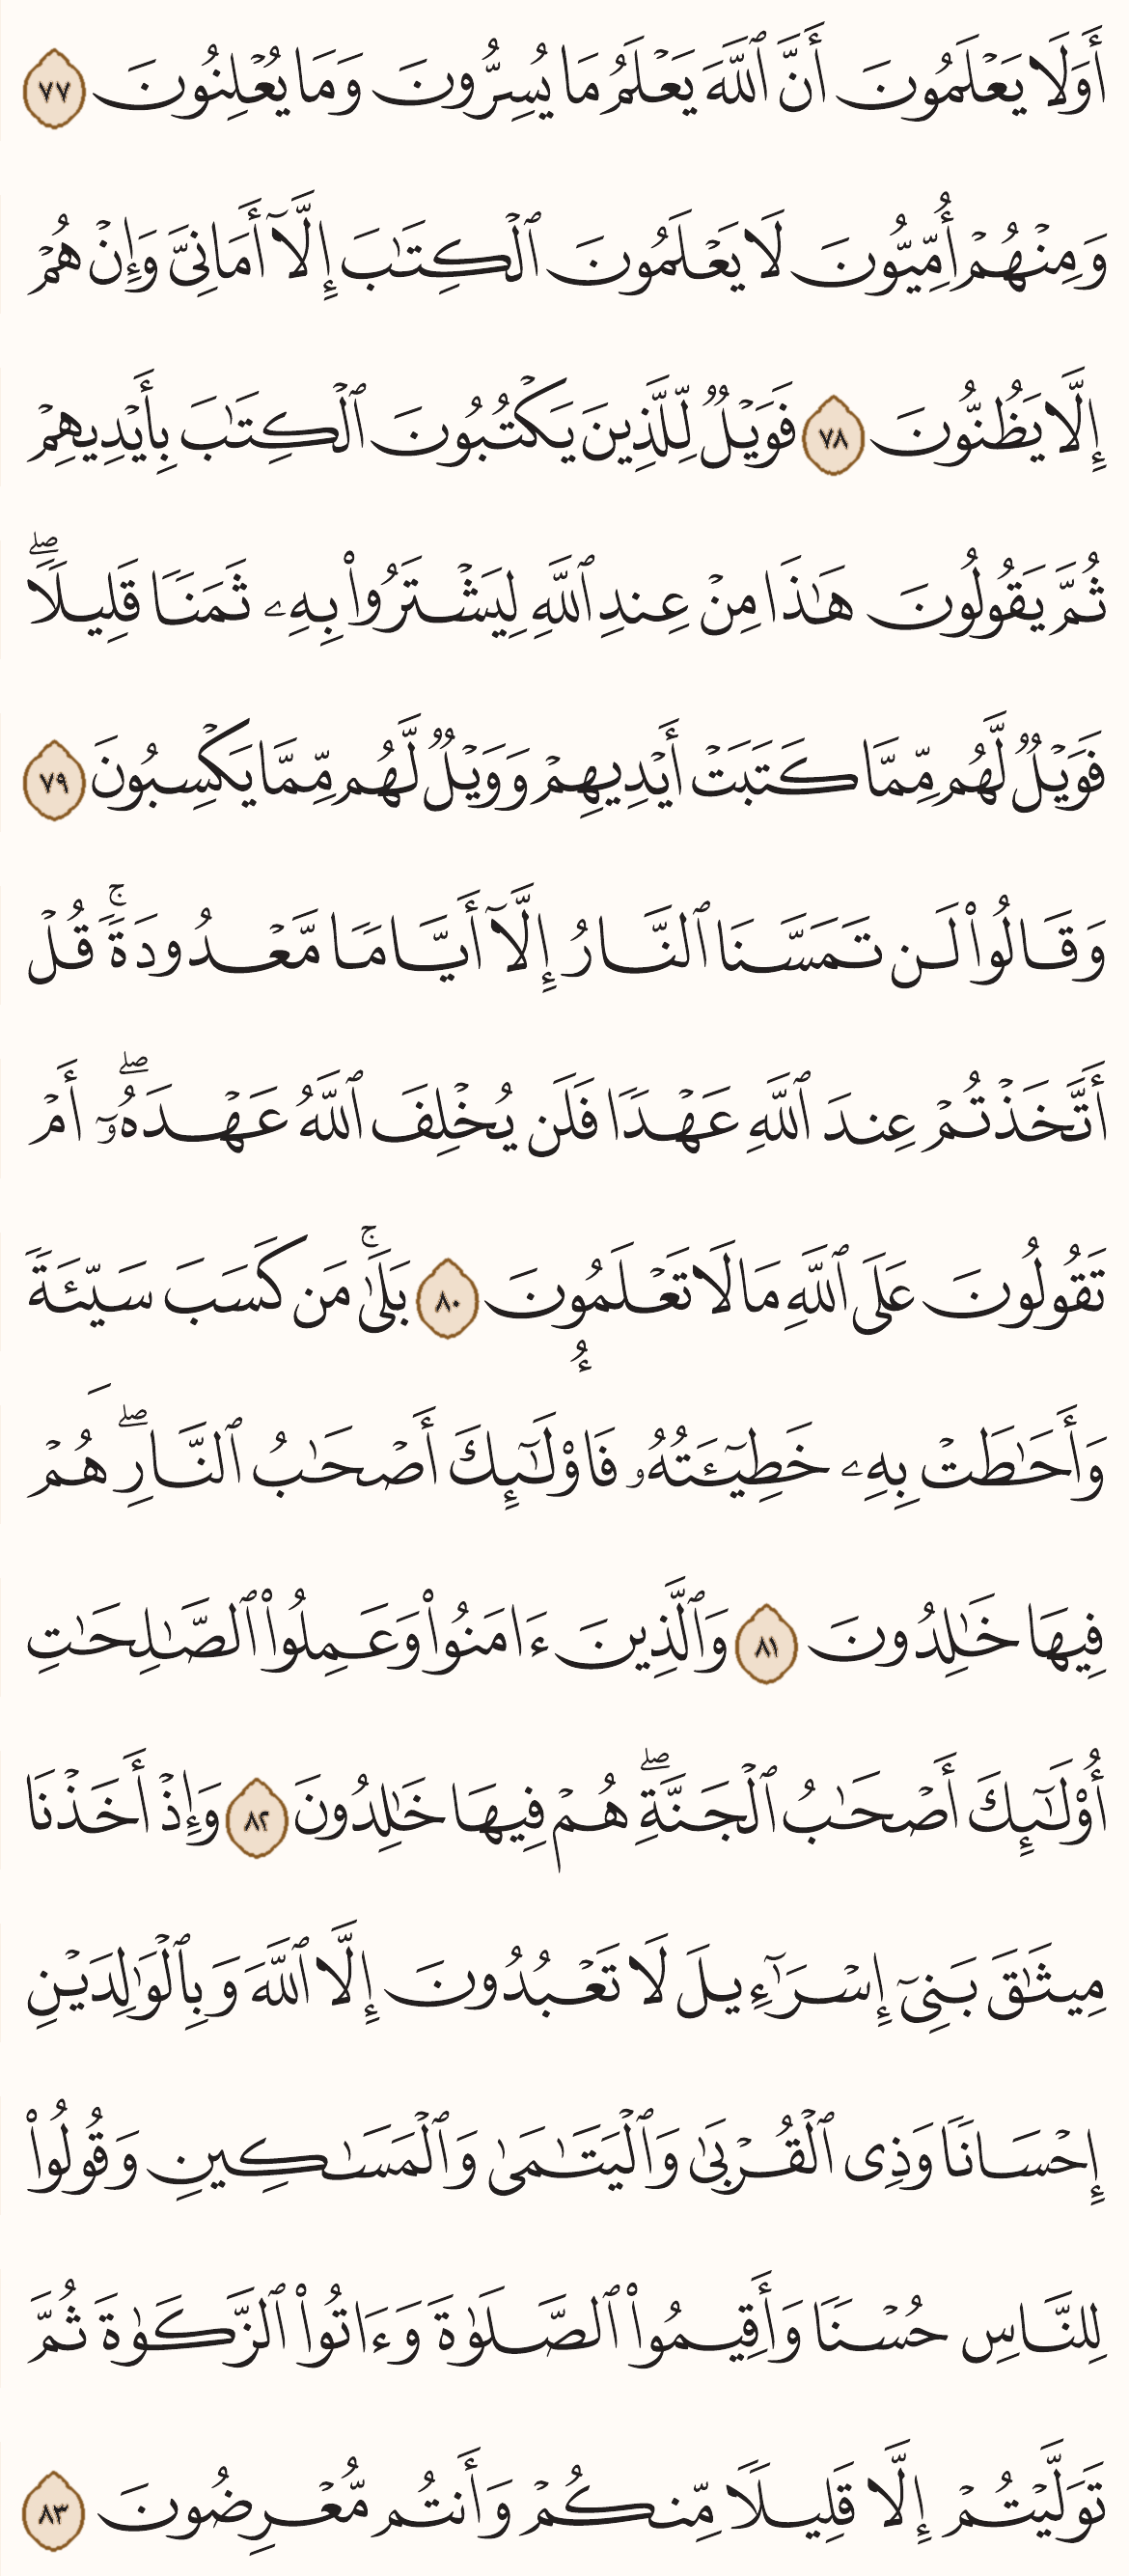 أَوَلَا يَعْلَمُونَ أَنَّ ٱللَّهَ يَعْلَمُ مَا يُسِرُّونَ وَمَا يُعْلِنُونَ ٧٧
وَمِنْهُمْ أُمِّيُّونَ لَا يَعْلَمُونَ ٱلْكِتَٰبَ إِلَّآ أَمَانِىَّ وَإِنْ هُمْ
إِلَّا يَظُنُّونَ ٧٨ فَوَيْلٌ لِّلَّذِينَ يَكْتُبُونَ ٱلْكِتَٰبَ بِأَيْدِيهِمْ
ثُمَّ يَقُولُونَ هَٰذَا مِنْ عِندِ ٱللَّهِ لِيَشْتَرُوا۟ بِهِۦ ثَمَنًا قَلِيلًا ۖ
فَوَيْلٌ لَّهُم مِّمَّا كَتَبَتْ أَيْدِيهِمْ وَوَيْلٌ لَّهُم مِّمَّا يَكْسِبُونَ ٧٩
وَقَالُوا۟ لَن تَمَسَّنَا ٱلنَّارُ إِلَّآ أَيَّامًا مَّعْدُودَةً ۚ قُلْ
أَتَّخَذْتُمْ عِندَ ٱللَّهِ عَهْدًا فَلَن يُخْلِفَ ٱللَّهُ عَهْدَهُۥٓ ۖ أَمْ
تَقُولُونَ عَلَى ٱللَّهِ مَا لَا تَعْلَمُونَ ٨٠ بَلَىٰ ۚ مَن كَسَبَ سَيِّئَةً
وَأَحَٰطَتْ بِهِۦ خَطِيٓـَٔتُهُۥ فَأُو۟لَٰٓئِكَ أَصْحَٰبُ ٱلنَّارِ ۖ هُمْ
فِيهَا خَٰلِدُونَ ٨١ وَٱلَّذِينَ ءَامَنُوا۟ وَعَمِلُوا۟ ٱلصَّٰلِحَٰتِ
أُو۟لَٰٓئِكَ أَصْحَٰبُ ٱلْجَنَّةِ ۖ هُمْ فِيهَا خَٰلِدُونَ ٨٢ وَإِذْ أَخَذْنَا
مِيثَٰقَ بَنِىٓ إِسْرَٰٓءِيلَ لَا تَعْبُدُونَ إِلَّا ٱللَّهَ وَبِٱلْوَٰلِدَيْنِ
إِحْسَانًا وَذِى ٱلْقُرْبَىٰ وَٱلْيَتَٰمَىٰ وَٱلْمَسَٰكِينِ وَقُولُوا۟
لِلنَّاسِ حُسْنًا وَأَقِيمُوا۟ ٱلصَّلَوٰةَ وَءَاتُوا۟ ٱلزَّكَوٰةَ ثُمَّ
تَوَلَّيْتُمْ إِلَّا قَلِيلًا مِّنكُمْ وَأَنتُم مُّعْرِضُونَ ٨٣